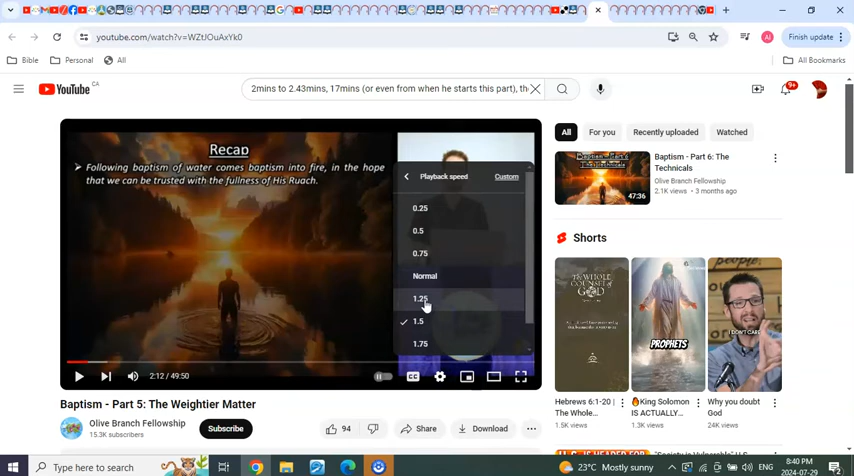 Finish update
youtube.com/watch?v=WZtJOuAxYk0
Bible
Personal
All
All Bookmarks
YouTube CA
2mins to 2.43mins, 17mins (or even from when he starts this part), the
9+
Recap
Following baptism of water comes baptism into fire, in the hope
that we can be trusted with the fullness of His Ruach.
Playback speed
Custom
0.25
0.5
0.75
Normal
1.25
1.5
1.75
2:12 / 49:50
CC
Baptism - Part 5: The Weightier Matter
Olive Branch Fellowship
15.3K subscribers
Subscribe
94
Share
Download
All
For you
Recently uploaded
Watched
47:36
Baptism - Part 6: The
Technicals
Olive Branch Fellowship
2.1K views • 3 months ago
Shorts
THE WHOLE
COUNSEL OF
GOD
PROPHETS
I DON'T CARE
Hebrews 6:1-20 |
The Whole...
1.5K views
King Solomon
IS ACTUALLY...
1.3K views
Why you doubt
God
24K views
Type here to search
23°C Mostly sunny
8:40 PM
2024-07-29